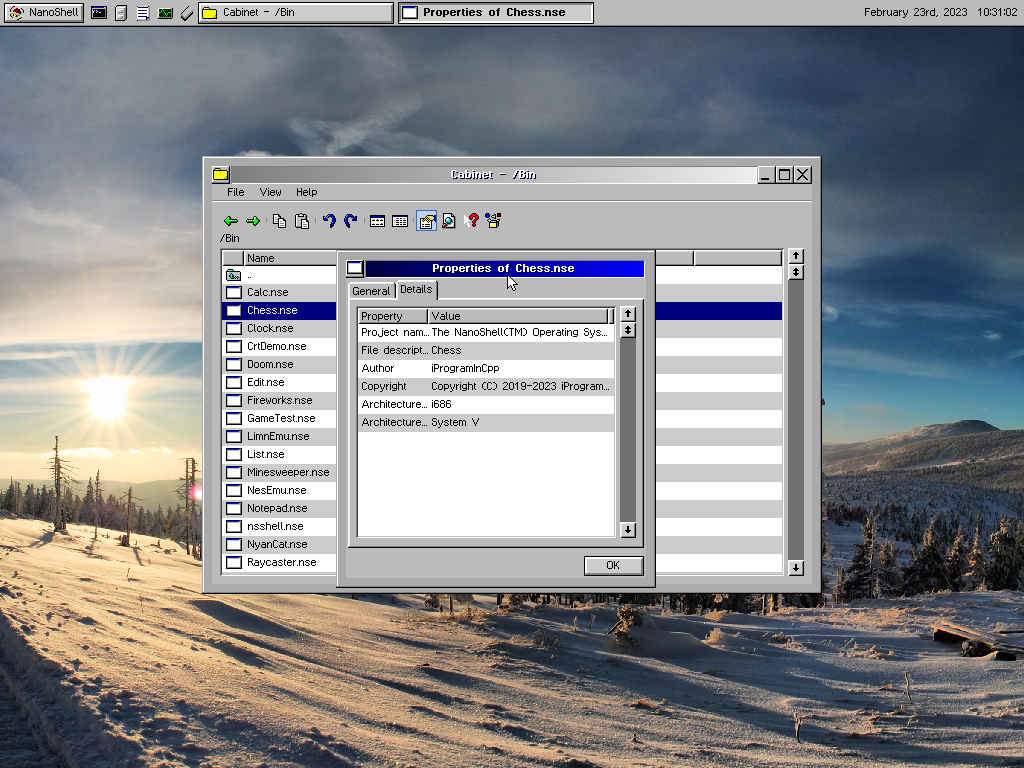 NanoShell
Cabinet - /Bin
Properties of Chess.nse
February 23rd, 2023 10:31:02
Cabinet - /Bin
File View Help
/Bin
Name
..
Calc.nse
Chess.nse
Clock.nse
CrtDemo.nse
Doom.nse
Edit.nse
Fireworks.nse
GameTest.nse
LimnEmu.nse
List.nse
Minesweeper.nse
NesEmu.nse
Notepad.nse
nsshell.nse
NyanCat.nse
Raycaster.nse
Properties of Chess.nse
General Details
Property Value
Project nam... The NanoShell(TM) Operating Sys...
File descript... Chess
Author iProgramInCpp
Copyright Copyright (C) 2019-2023 iProgram...
Architecture... i686
Architecture... System V
OK